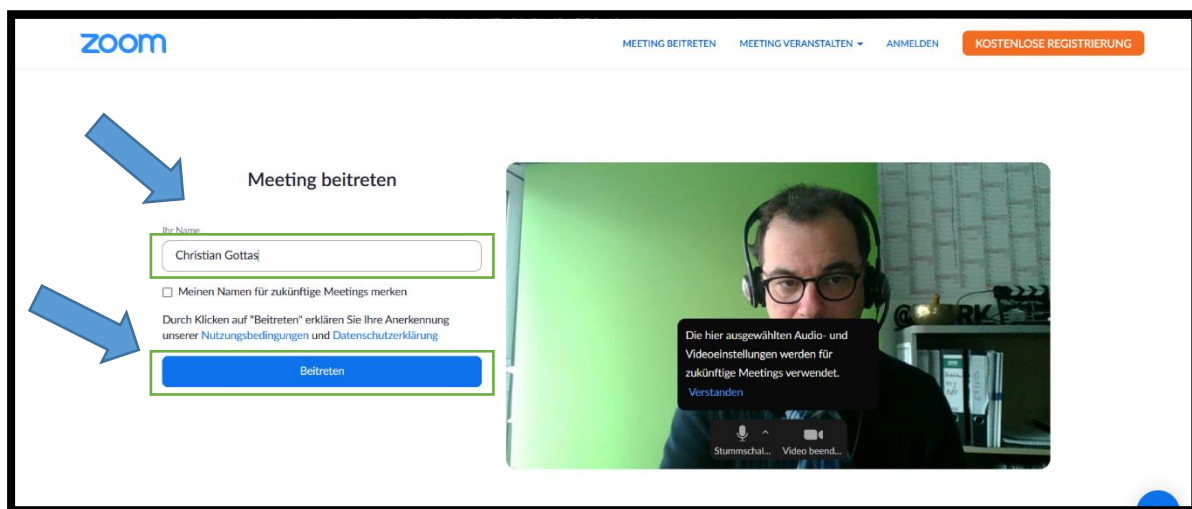 zoom
MEETING BEITRETEN MEETING VERANSTALTEN ANMELDEN KOSTENLOSE REGISTRIERUNG
Meeting beitreten
Ihr Name
Christian Gottas
Meinen Namen für zukünftige Meetings merken
Durch Klicken auf "Beitreten" erklären Sie Ihre Anerkennung
unserer Nutzungsbedingungen und Datenschutzerklärung
Beitreten
Die hier ausgewählten Audio- und
Videoeinstellungen werden für
zukünftige Meetings verwendet.
Verstanden
Stummschal... Video beend...
@ RK